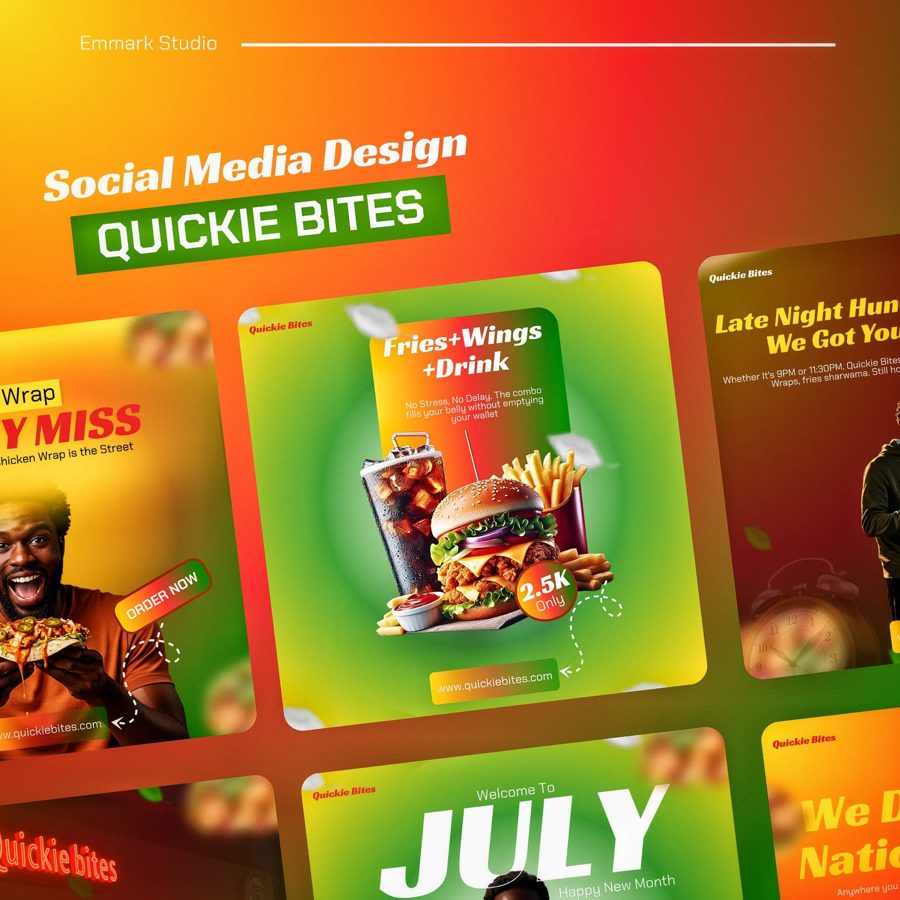 Emmark Studio
Social Media Design
QUICKIE BITES
Wrap
Y MISS
hicken Wrap is the Street
ORDER NOW
w.quickiebites.com
Quickie Bites
Fries+Wings
+Drink
No Stress, No Delay. The combo
fills your belly without emptying
your wallet
2.5K
Only
www.quickiebites.com
Quickie Bites
Late Night Hun
We Got You
Whether It's 9PM or 11:30PM. Quickie Bites
Wraps, fries sharwama. Still ho
Quickie bites
Quickie Bites
Welcome To
JULY
Happy New Month
Quickie Bites
We D
Natio
Anywhere you